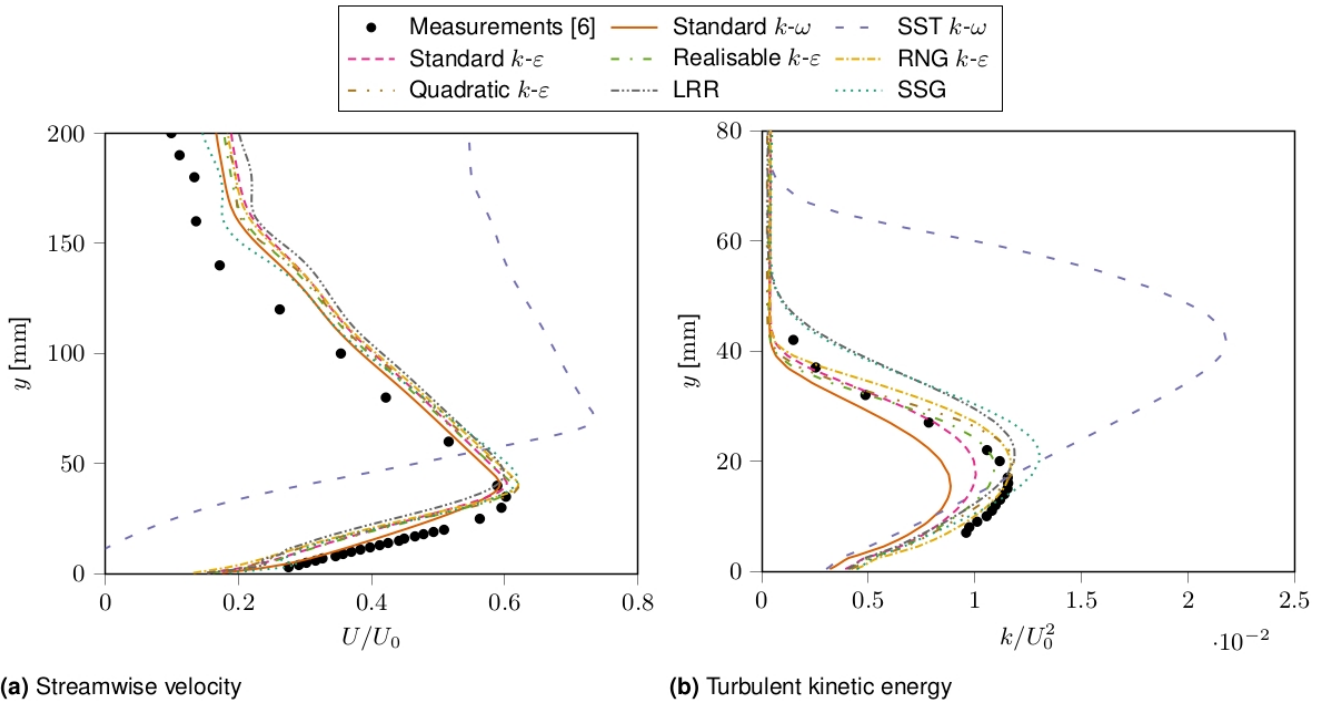 Measurements [6] Standard k-ω SST k-ω
Standard k-ε Realisable k-ε RNG k-ε
Quadratic k-ε LRR SSG
200
150
100
50
0
y [mm]
0 0.2 0.4 0.6 0.8
U/U₀
80
60
40
20
0
y [mm]
0 0.5 1 1.5 2 2.5
k/U₀²
·10⁻²
(a) Streamwise velocity
(b) Turbulent kinetic energy